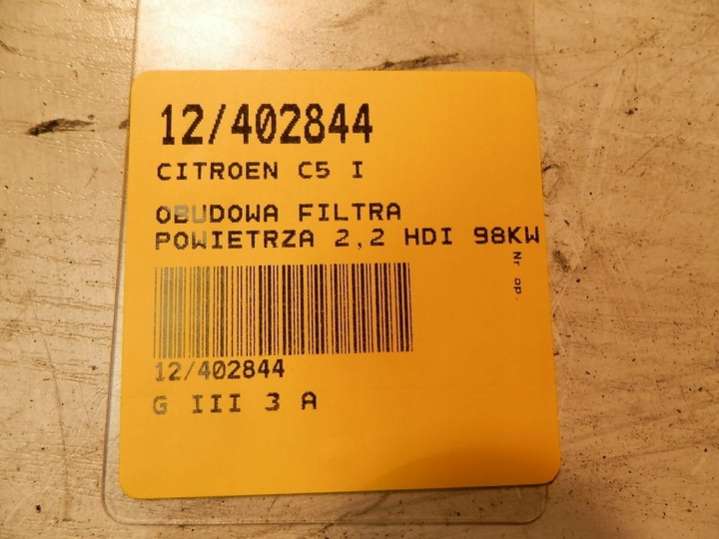 12/402844
CITROEN C5 I
OBUDOWA FILTRA
POWIETRZA 2,2 HDI 98KW
Nr op.
12/402844
G III 3 A